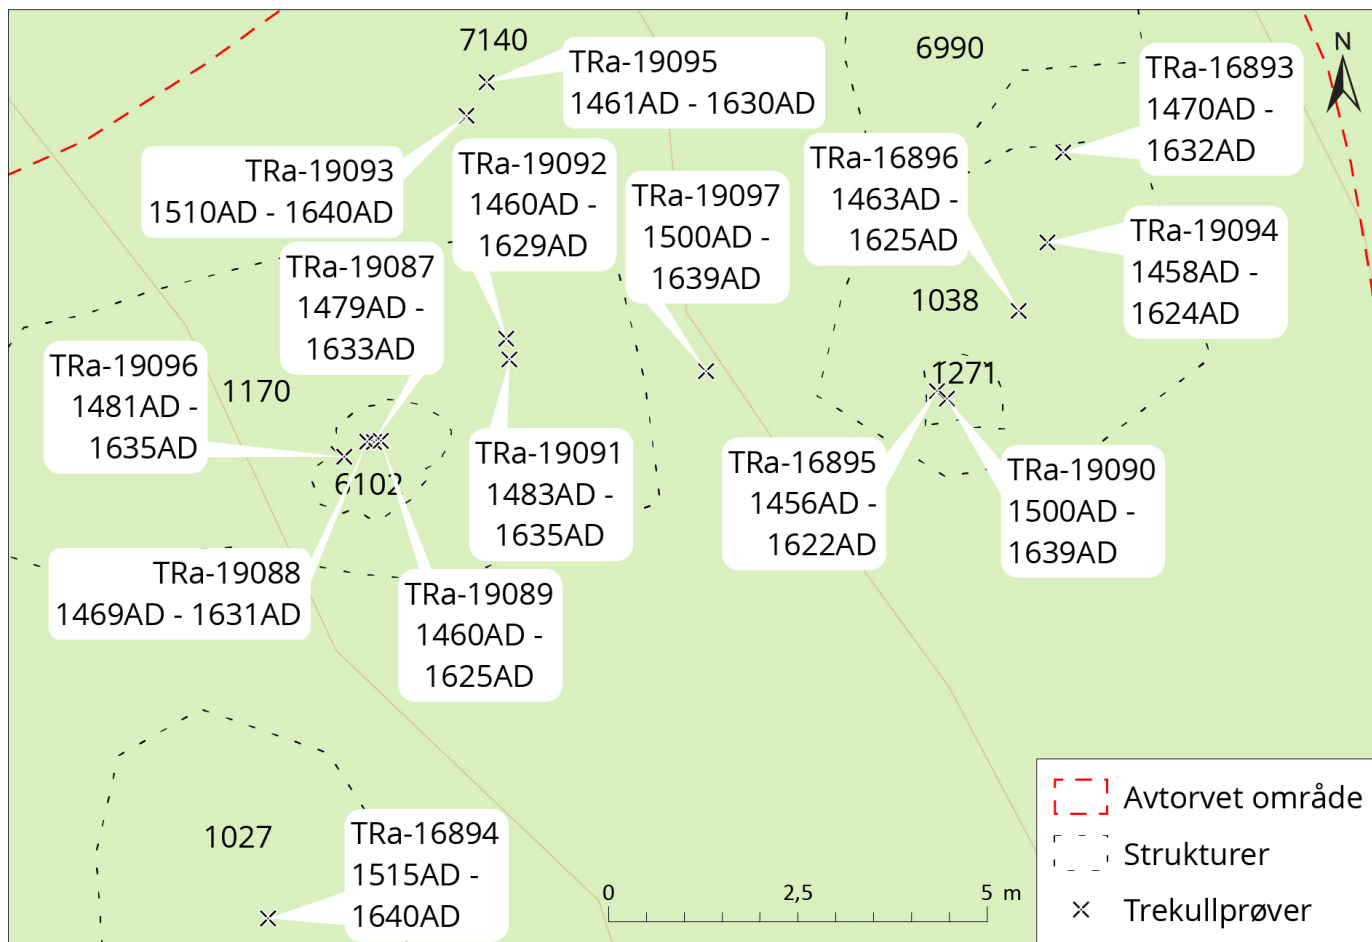 7140
6990
TRa-19095
1461AD - 1630AD
N
TRa-16893
1470AD -
1632AD
TRa-19093
1510AD - 1640AD
TRa-19092
1460AD -
1629AD
TRa-19097
1500AD -
1639AD
TRa-16896
1463AD -
1625AD
TRa-19094
1458AD -
1624AD
TRa-19087
1479AD -
1633AD
1038
TRa-19096
1481AD -
1635AD
1170
1271
6102
TRa-19091
1483AD -
1635AD
TRa-16895
1456AD -
1622AD
TRa-19090
1500AD -
1639AD
TRa-19088
1469AD - 1631AD
TRa-19089
1460AD -
1625AD
1027
TRa-16894
1515AD -
1640AD
0 2,5 5 m
Avtorvet område
Strukturer
Trekullprøver